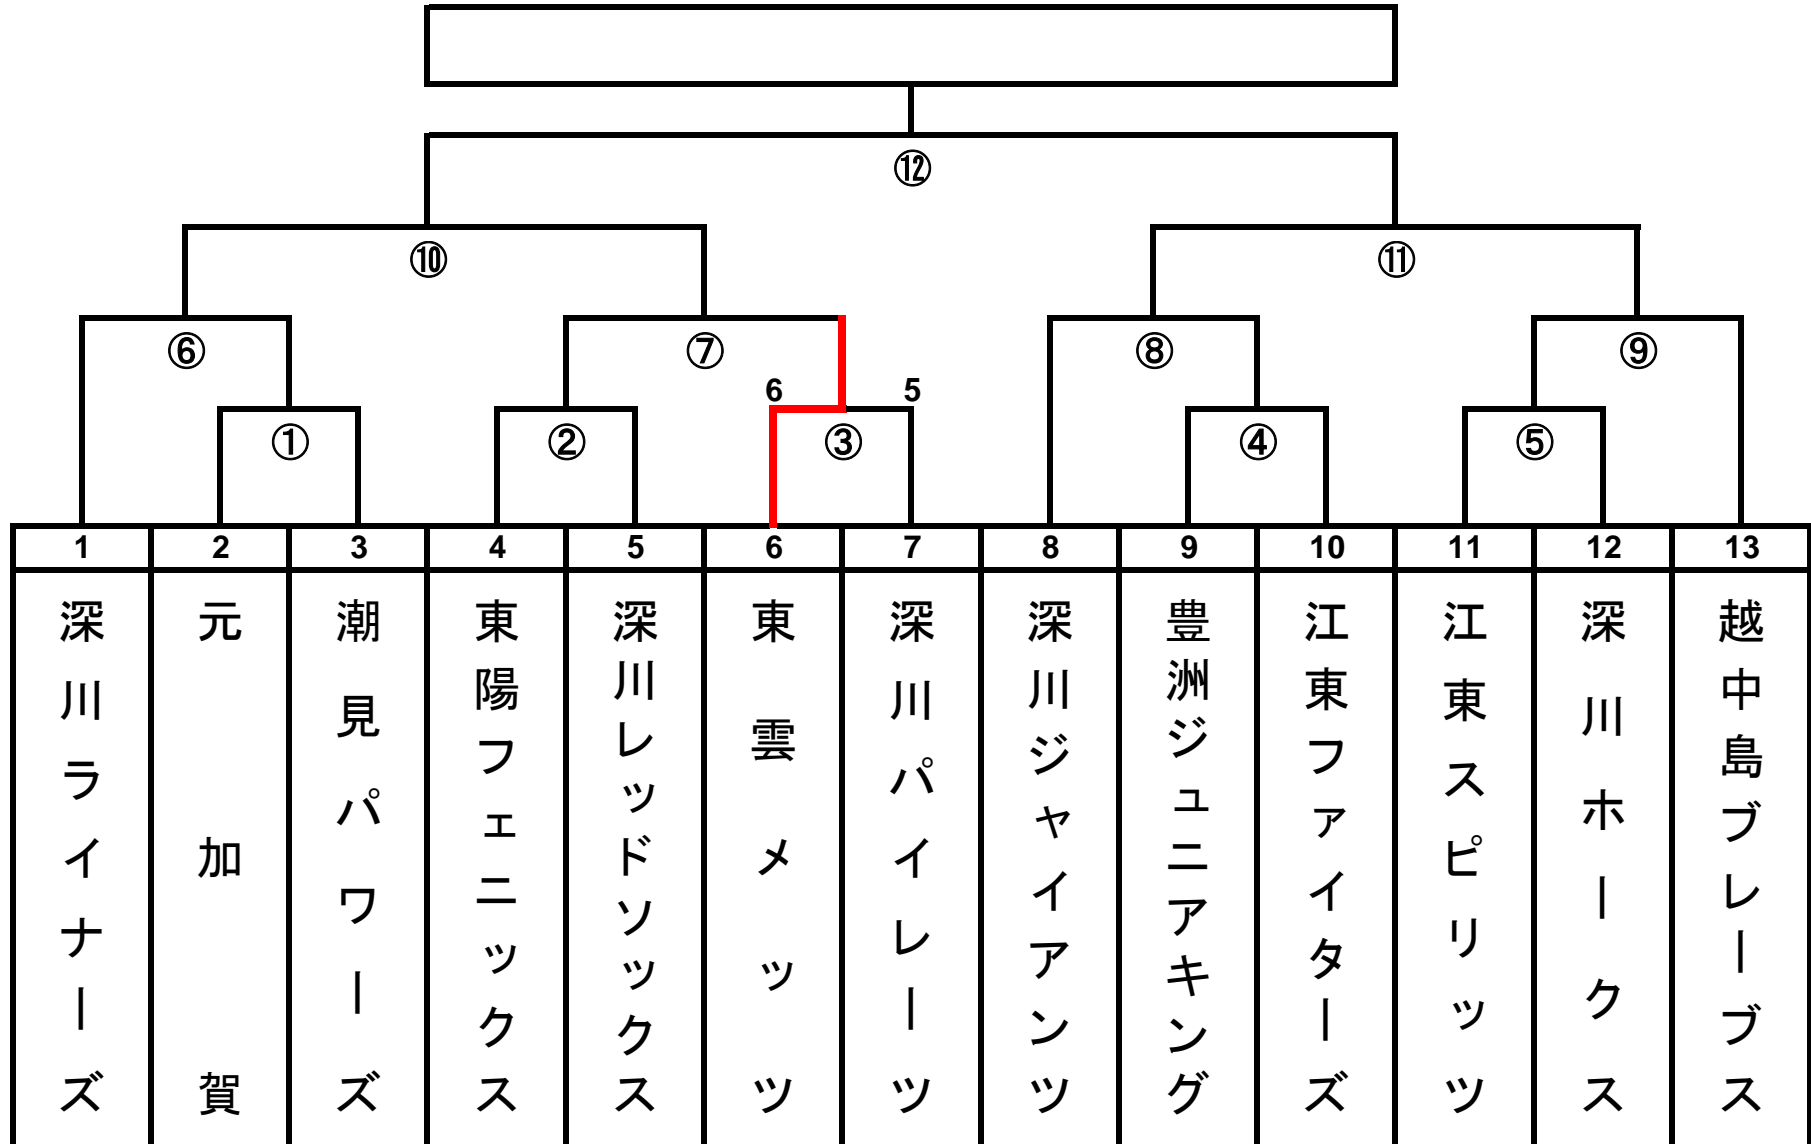 ⑫
⑩ ⑪
⑥ ⑦ ⑧ ⑨
6 5
① ② ③ ④ ⑤
1 2 3 4 5 6 7 8 9 10 11 12 13
深川ライナーズ
元加賀
潮見パワーズ
東陽フェニックス
深川レッドソックス
東雲メッツ
深川パイレーツ
深川ジャイアンツ
豊洲ジュニアキング
江東ファイターズ
江東スピリッツ
深川ホークス
越中島ブレーブス